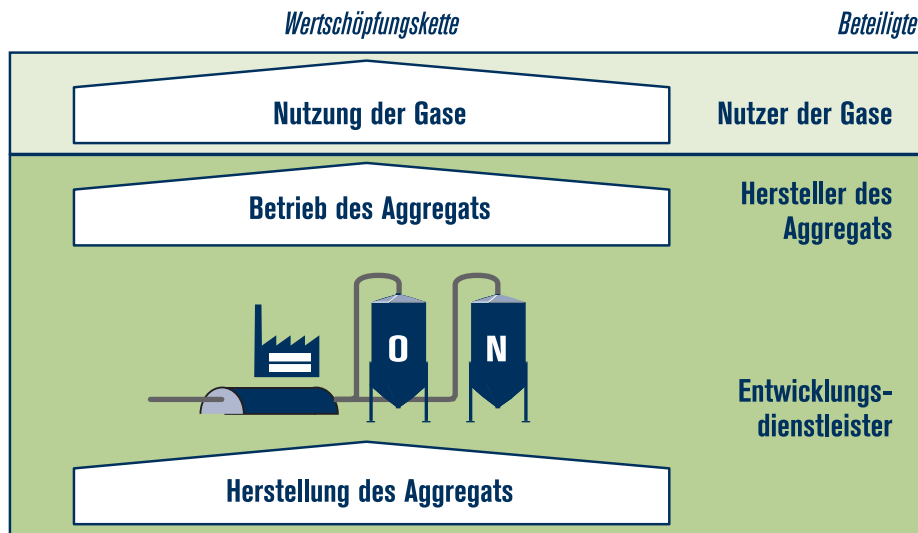 Wertschöpfungskette
Beteiligte
Nutzung der Gase
Nutzer der Gase
Betrieb des Aggregats
Hersteller des
Aggregats
O
N
Entwicklungs-
dienstleister
Herstellung des Aggregats